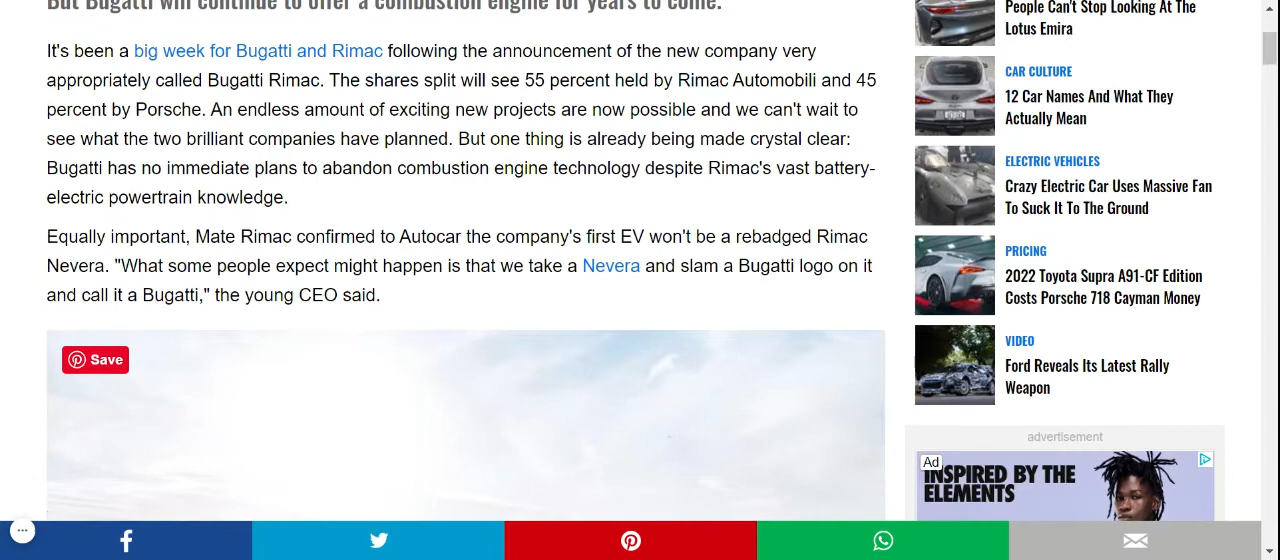 But Bugatti will continue to offer a combustion engine for years to come.
It's been a big week for Bugatti and Rimac following the announcement of the new company very
appropriately called Bugatti Rimac. The shares split will see 55 percent held by Rimac Automobili and 45
percent by Porsche. An endless amount of exciting new projects are now possible and we can't wait to
see what the two brilliant companies have planned. But one thing is already being made crystal clear:
Bugatti has no immediate plans to abandon combustion engine technology despite Rimac's vast battery-
electric powertrain knowledge.
Equally important, Mate Rimac confirmed to Autocar the company's first EV won't be a rebadged Rimac
Nevera. "What some people expect might happen is that we take a Nevera and slam a Bugatti logo on it
and call it a Bugatti," the young CEO said.
Save
People Can't Stop Looking At The
Lotus Emira
CAR CULTURE
12 Car Names And What They
Actually Mean
ELECTRIC VEHICLES
Crazy Electric Car Uses Massive Fan
To Suck It To The Ground
PRICING
2022 Toyota Supra A91-CF Edition
Costs Porsche 718 Cayman Money
VIDEO
Ford Reveals Its Latest Rally
Weapon
advertisement
Ad
INSPIRED BY THE
ELEMENTS